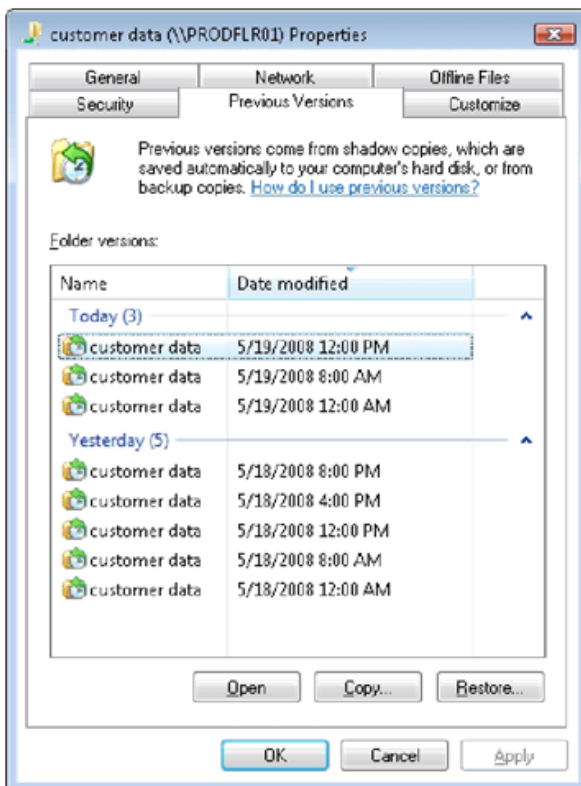 customer data (\\PRODFLR01) Properties
General Network Offline Files
Security Previous Versions Customize
Previous versions come from shadow copies, which are
saved automatically to your computer's hard disk, or from
backup copies. How do I use previous versions?
Folder versions:
Name Date modified
Today (3)
customer data 5/19/2008 12:00 PM
customer data 5/19/2008 8:00 AM
customer data 5/19/2008 12:00 AM
Yesterday (5)
customer data 5/18/2008 8:00 PM
customer data 5/18/2008 4:00 PM
customer data 5/18/2008 12:00 PM
customer data 5/18/2008 8:00 AM
customer data 5/18/2008 12:00 AM
Open Copy... Restore...
OK Cancel Apply